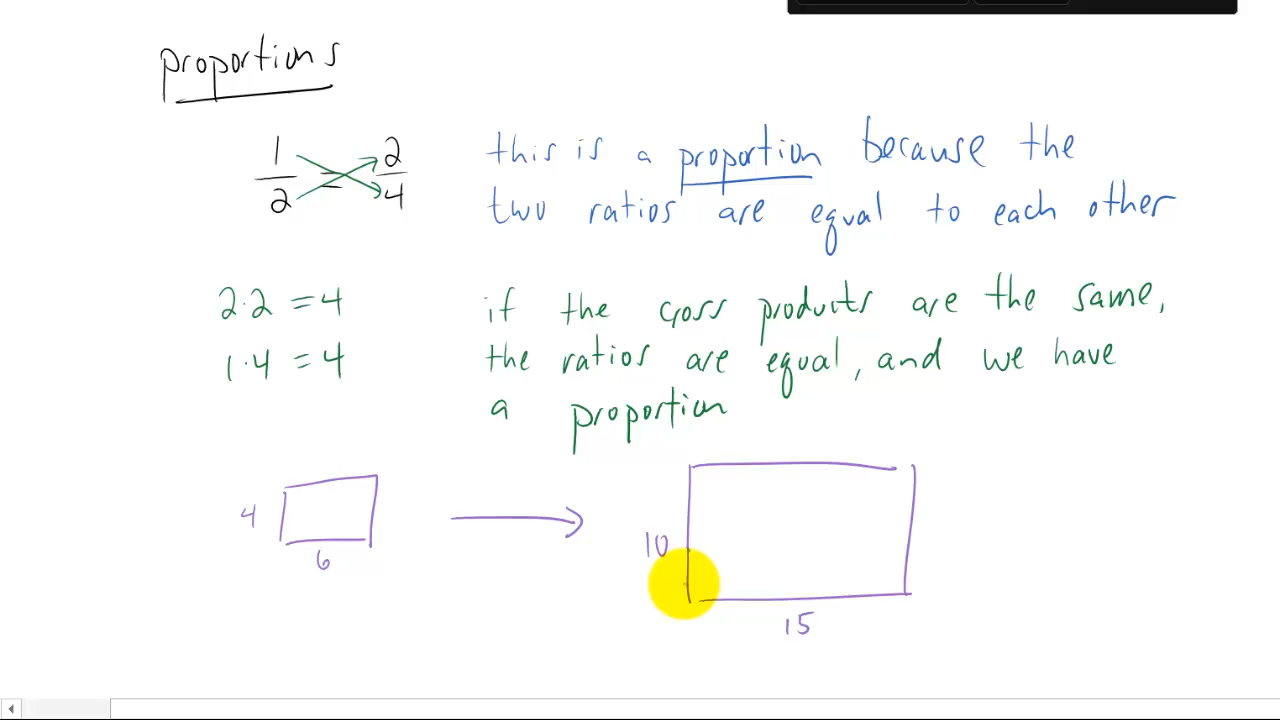 proportions
1/2 = 2/4
this is a proportion because the
two ratios are equal to each other
2·2 = 4
1·4 = 4
if the cross products are the same,
the ratios are equal, and we have
a proportion
4
6
10
15